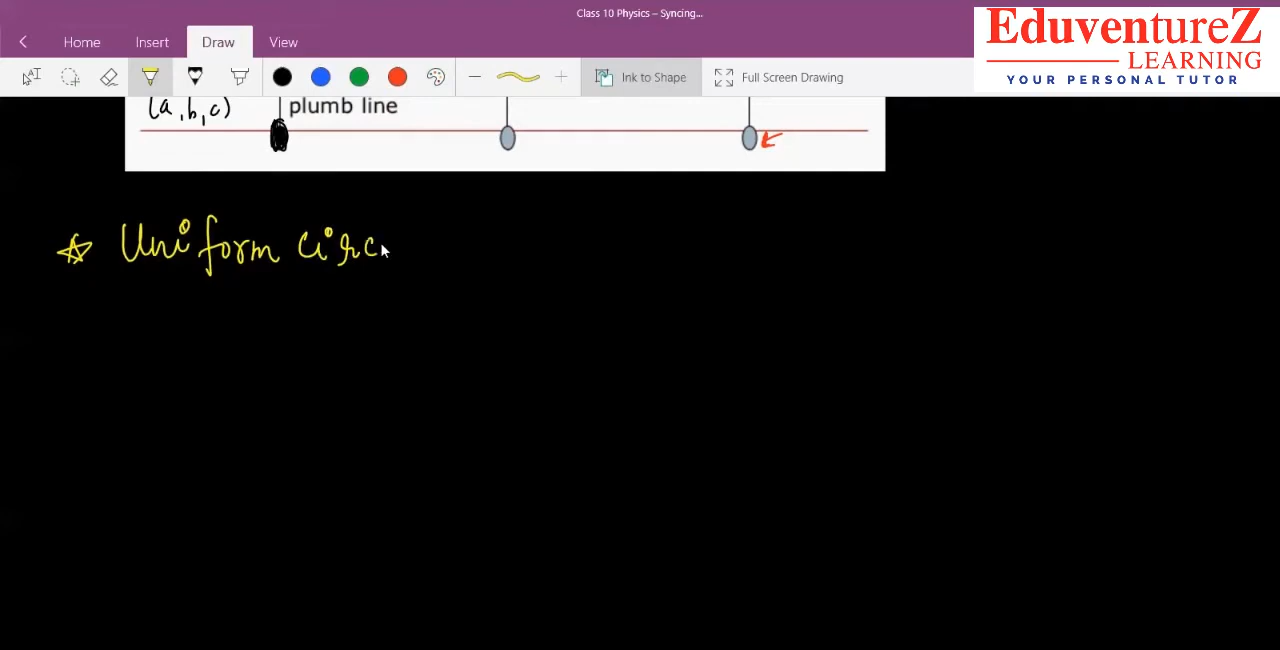 Class 10 Physics – Syncing...
EduventureZ
LEARNING
YOUR PERSONAL TUTOR
Home Insert Draw View
Ink to Shape Full Screen Drawing
(a,b,c) plumb line
Uniform circ